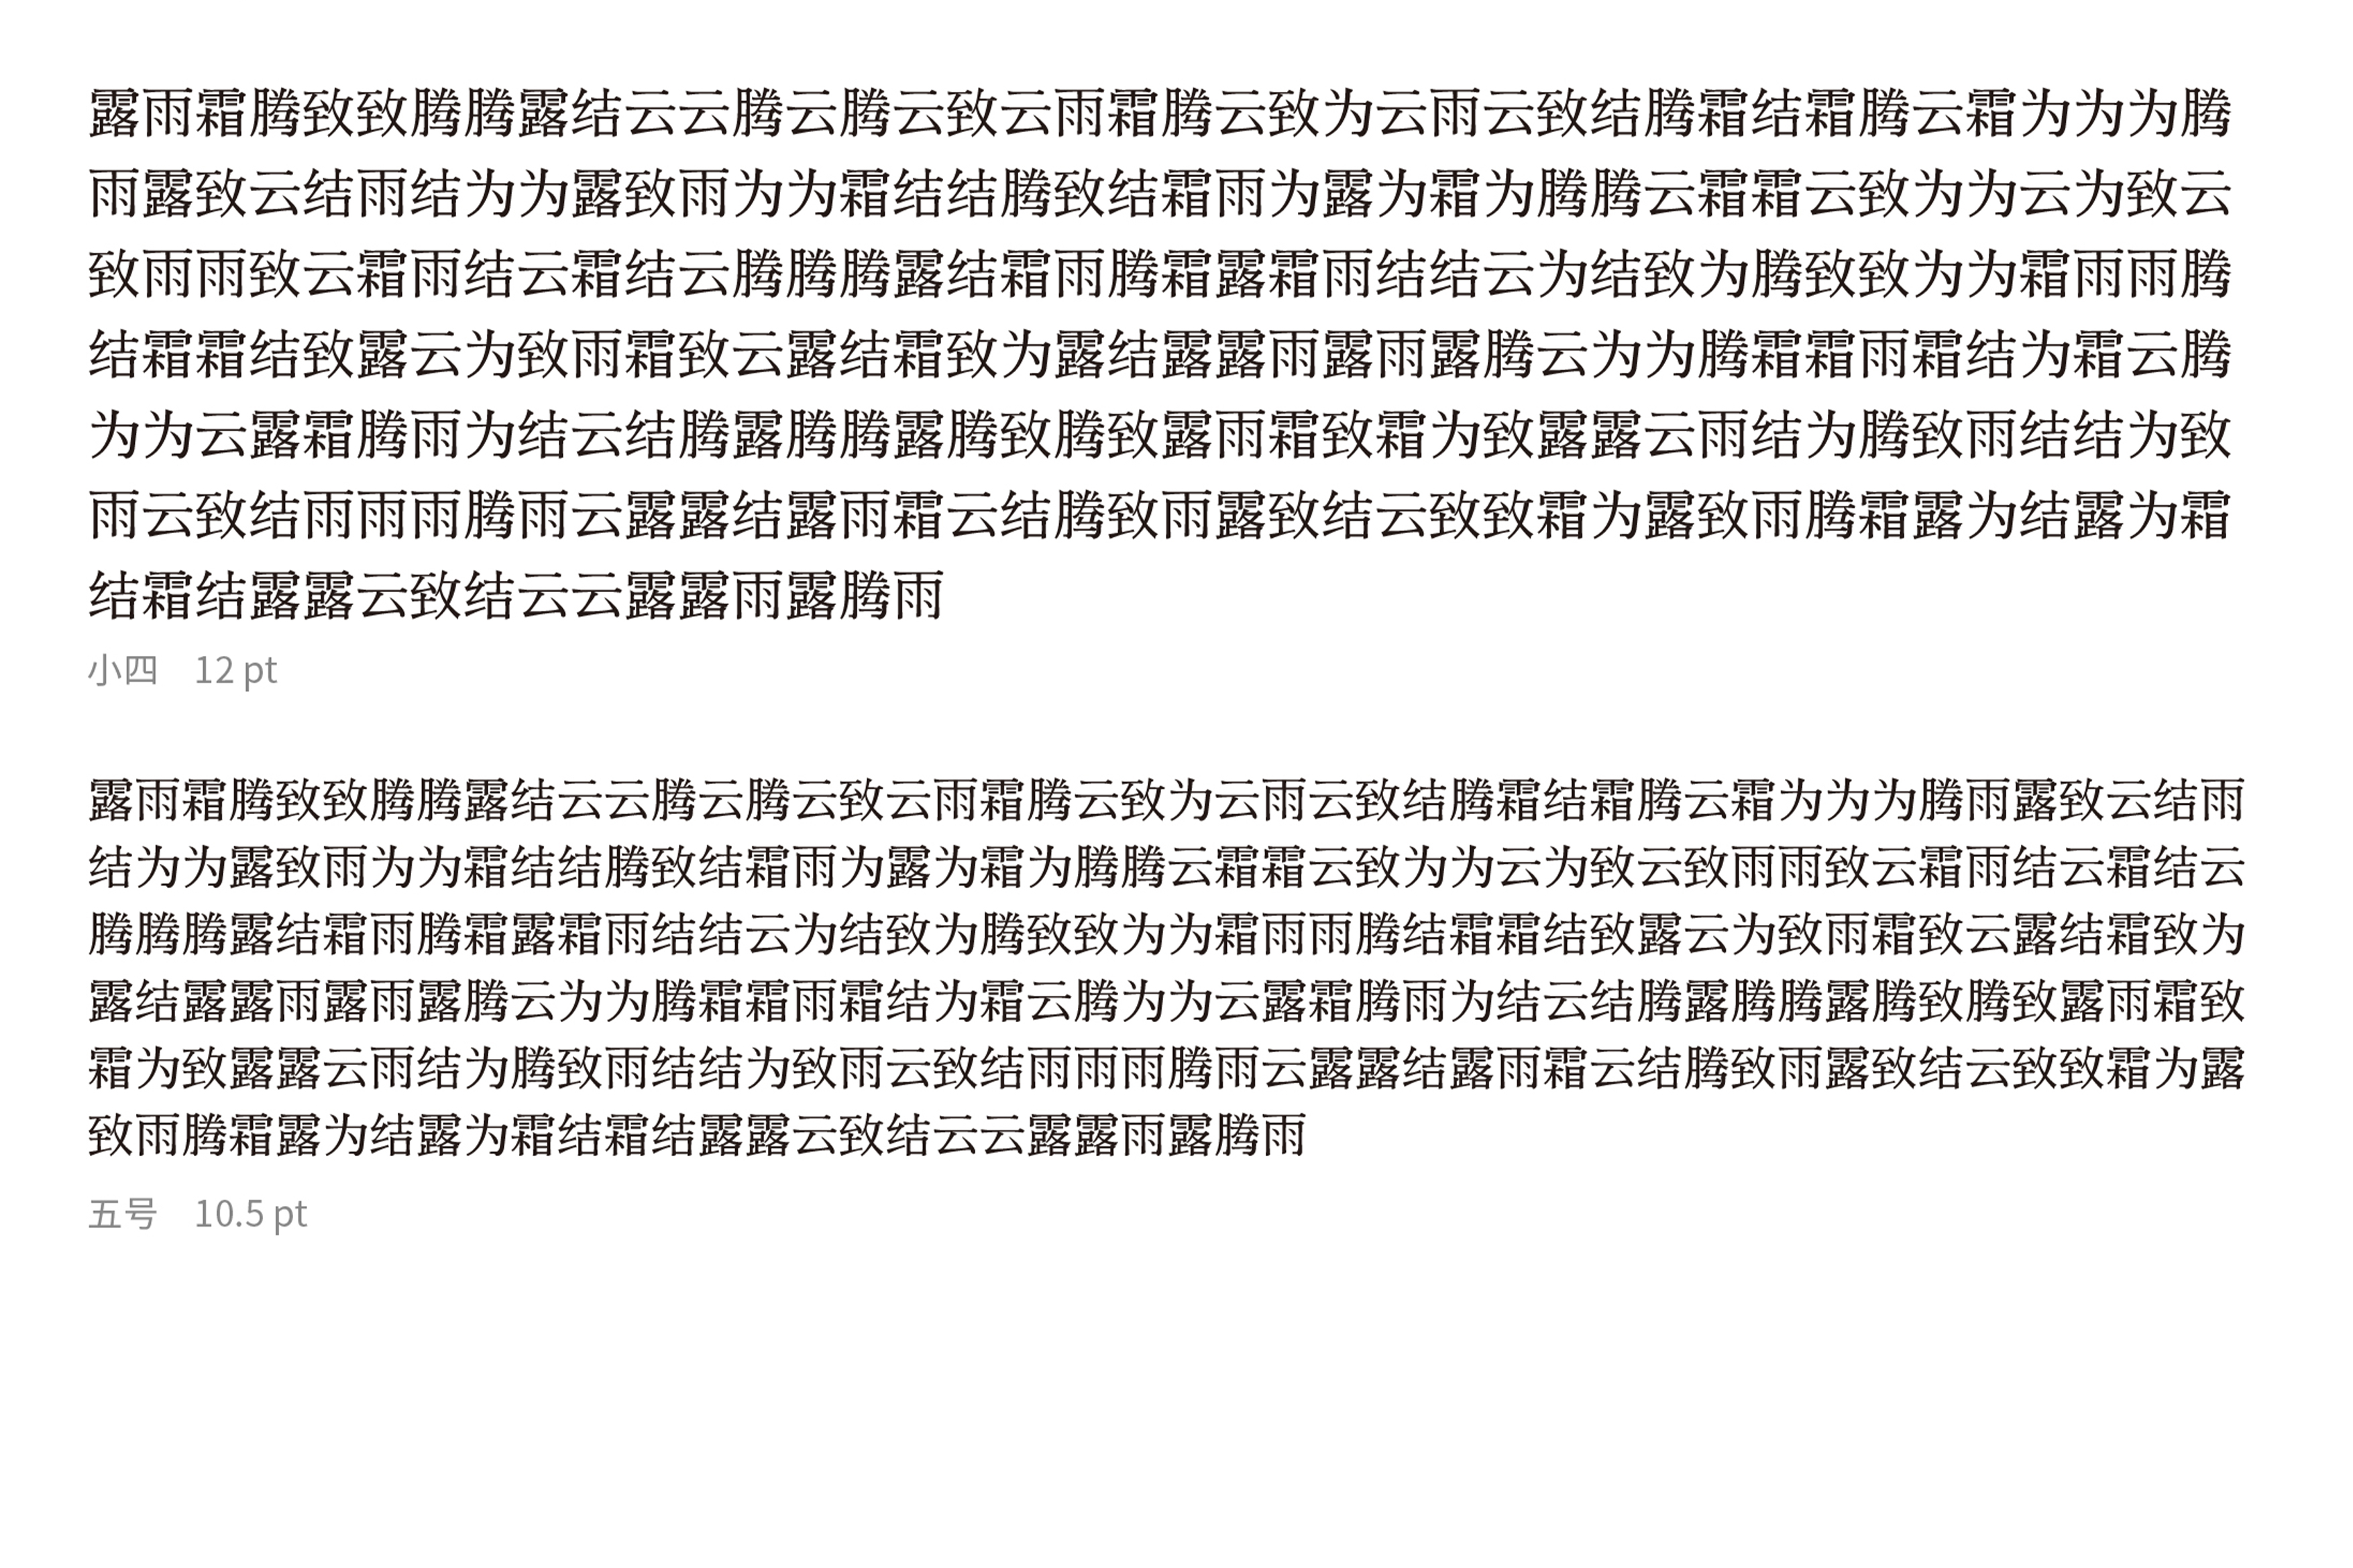 露雨霜腾致致腾腾露结云云腾云腾云致云雨霜腾云致为云雨云致结腾霜结霜腾云霜为为为腾
雨露致云结雨结为为露致雨为为霜结结腾致结霜雨为露为霜为腾腾云霜霜云致为为云为致云
致雨雨致云霜雨结云霜结云腾腾腾露结霜雨腾霜露霜雨结结云为结致为腾致致为为霜雨雨腾
结霜霜结致露云为致雨霜致云露结霜致为露结露露雨露雨露腾云为为腾霜霜雨霜结为霜云腾
为为云露霜腾雨为结云结腾露腾腾露腾致腾致露雨霜致霜为致露露云雨结为腾致雨结结为致
雨云致结雨雨雨腾雨云露露结露雨霜云结腾致雨露致结云致致霜为露致雨腾霜露为结露为霜
结霜结露露云致结云云露露雨露腾雨
小四 12 pt
露雨霜腾致致腾腾露结云云腾云腾云致云雨霜腾云致为云雨云致结腾霜结霜腾云霜为为为腾雨露致云结雨
结为为露致雨为为霜结结腾致结霜雨为露为霜为腾腾云霜霜云致为为云为致云致雨雨致云霜雨结云霜结云
腾腾腾露结霜雨腾霜露霜雨结结云为结致为腾致致为为霜雨雨腾结霜霜结致露云为致雨霜致云露结霜致为
露结露露雨露雨露腾云为为腾霜霜雨霜结为霜云腾为为云露霜腾雨为结云结腾露腾腾露腾致腾致露雨霜致
霜为致露露云雨结为腾致雨结结为致雨云致结雨雨雨腾雨云露露结露雨霜云结腾致雨露致结云致致霜为露
致雨腾霜露为结露为霜结霜结露露云致结云云露露雨露腾雨
五号 10.5 pt